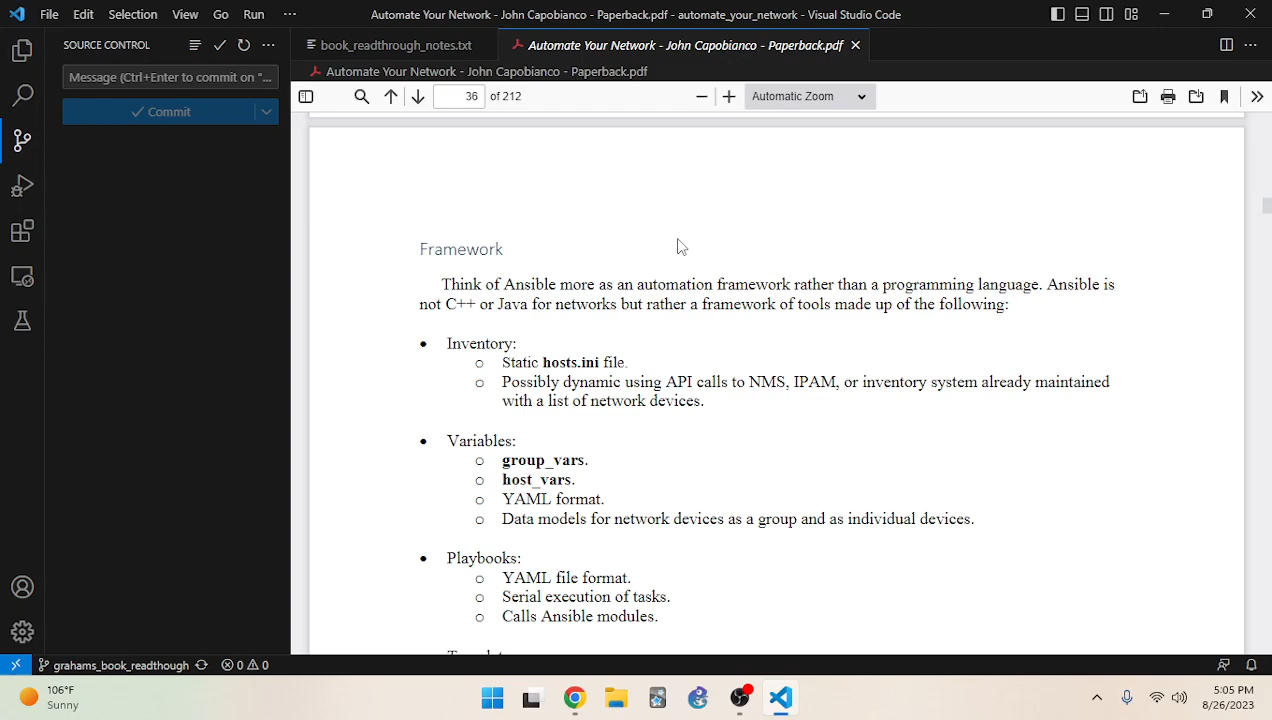 File Edit Selection View Go Run ··· Automate Your Network - John Capobianco - Paperback.pdf - automate_your_network - Visual Studio Code
SOURCE CONTROL
book_readthrough_notes.txt
Automate Your Network - John Capobianco - Paperback.pdf
Automate Your Network - John Capobianco - Paperback.pdf
Message (Ctrl+Enter to commit on "...
36 of 212
Automatic Zoom
Commit
Framework
Think of Ansible more as an automation framework rather than a programming language. Ansible is
not C++ or Java for networks but rather a framework of tools made up of the following:
• Inventory:
o Static hosts.ini file.
o Possibly dynamic using API calls to NMS, IPAM, or inventory system already maintained
with a list of network devices.
• Variables:
o group_vars.
o host_vars.
o YAML format.
o Data models for network devices as a group and as individual devices.
• Playbooks:
o YAML file format.
o Serial execution of tasks.
o Calls Ansible modules.
grahams_book_readthough 0 0
106°F
Sunny
5:05 PM
8/26/2023